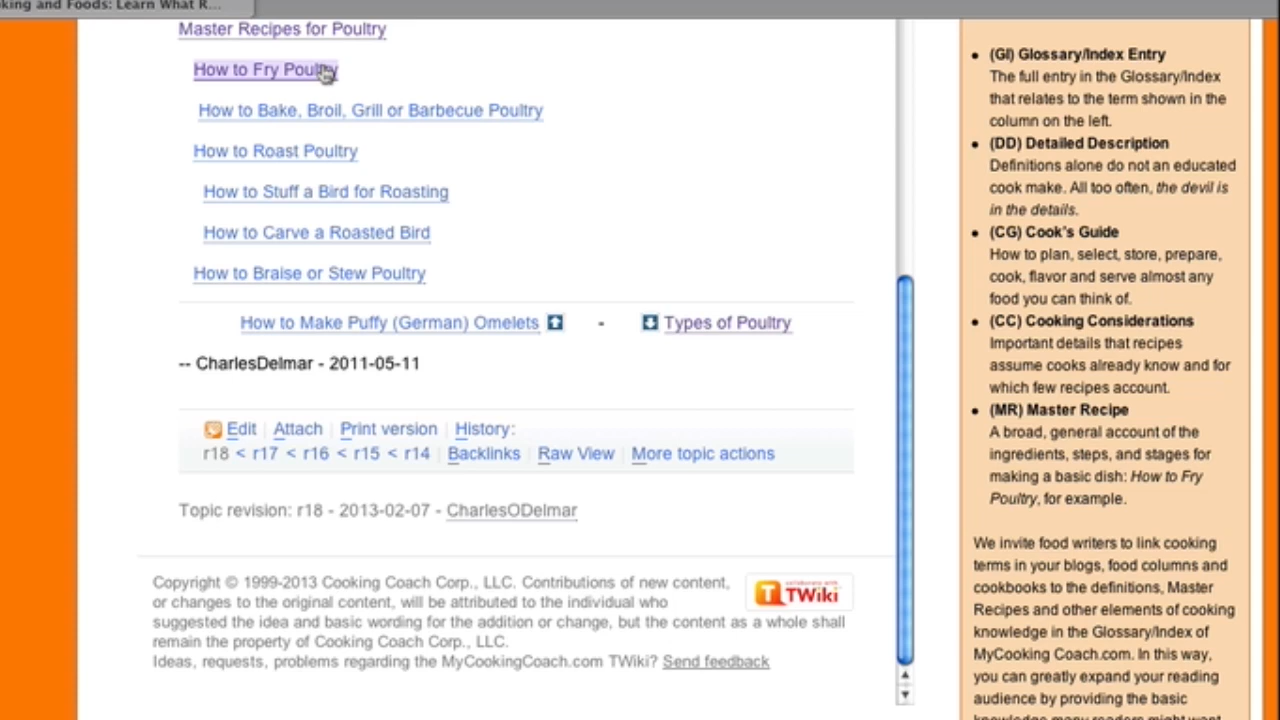 king and Foods: Learn What R...
Master Recipes for Poultry
How to Fry Poultry
How to Bake, Broil, Grill or Barbecue Poultry
How to Roast Poultry
How to Stuff a Bird for Roasting
How to Carve a Roasted Bird
How to Braise or Stew Poultry
How to Make Puffy (German) Omelets - Types of Poultry
-- CharlesDelmar - 2011-05-11
Edit | Attach | Print version | History:
r18 < r17 < r16 < r15 < r14 | Backlinks | Raw View | More topic actions
Topic revision: r18 - 2013-02-07 - CharlesODelmar
Copyright © 1999-2013 Cooking Coach Corp., LLC. Contributions of new content,
or changes to the original content, will be attributed to the individual who
suggested the idea and basic wording for the addition or change, but the content as a whole shall
remain the property of Cooking Coach Corp., LLC.
Ideas, requests, problems regarding the MyCookingCoach.com TWiki? Send feedback
collaborate with
TWiki
(GI) Glossary/Index Entry
The full entry in the Glossary/Index
that relates to the term shown in the
column on the left.
(DD) Detailed Description
Definitions alone do not an educated
cook make. All too often, the devil is
in the details.
(CG) Cook's Guide
How to plan, select, store, prepare,
cook, flavor and serve almost any
food you can think of.
(CC) Cooking Considerations
Important details that recipes
assume cooks already know and for
which few recipes account.
(MR) Master Recipe
A broad, general account of the
ingredients, steps, and stages for
making a basic dish: How to Fry
Poultry, for example.
We invite food writers to link cooking
terms in your blogs, food columns and
cookbooks to the definitions, Master
Recipes and other elements of cooking
knowledge in the Glossary/Index of
MyCooking Coach.com. In this way,
you can greatly expand your reading
audience by providing the basic
knowledge many readers might want